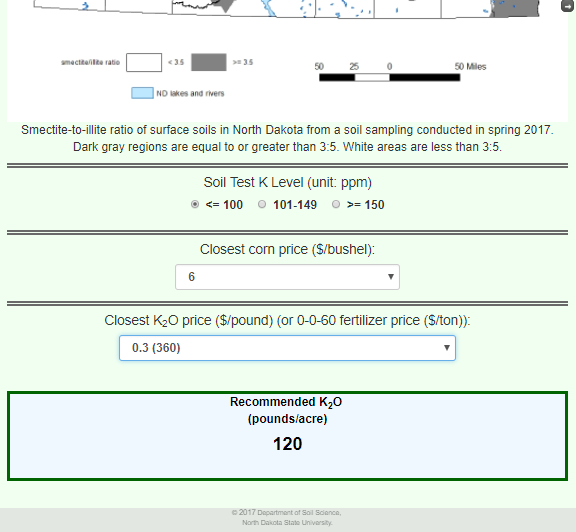 smectite/illite ratio
< 3.5
>= 3.5
50
25
0
50 Miles
ND lakes and rivers
Smectite-to-illite ratio of surface soils in North Dakota from a soil sampling conducted in spring 2017.
Dark gray regions are equal to or greater than 3:5. White areas are less than 3:5.
Soil Test K Level (unit: ppm)
<= 100 101-149 >= 150
Closest corn price ($/bushel):
6
Closest K₂O price ($/pound) (or 0-0-60 fertilizer price ($/ton)):
0.3 (360)
Recommended K₂O
(pounds/acre)
120
© 2017 Department of Soil Science,
North Dakota State University.